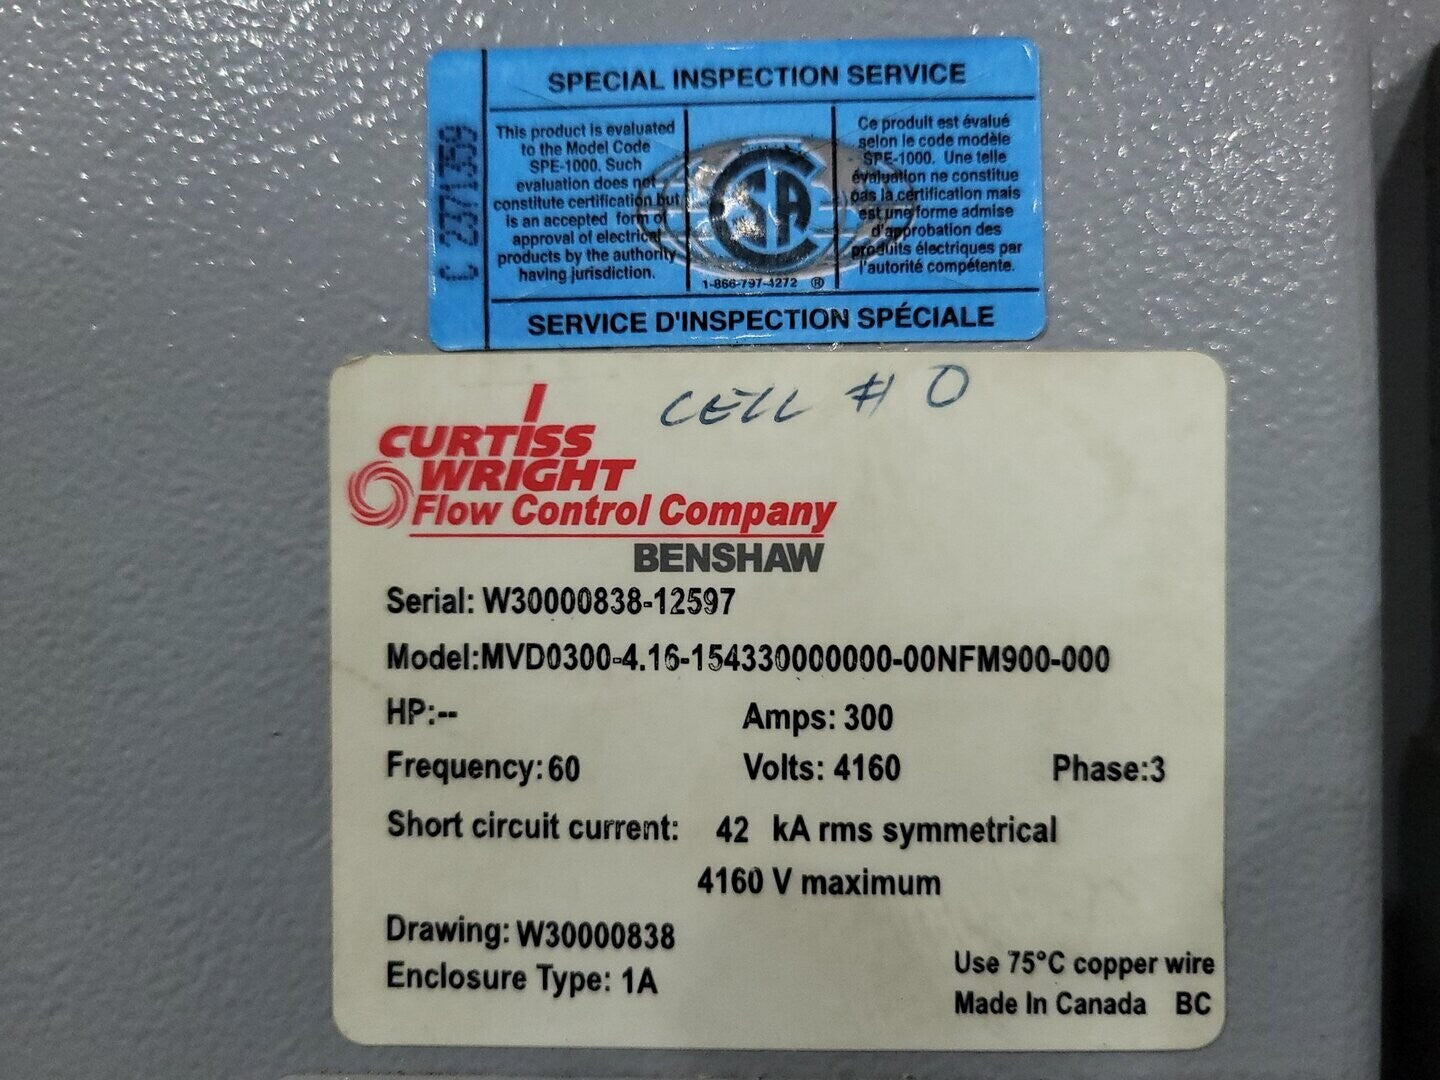 SPECIAL INSPECTION SERVICE
C 2371359
This product is evaluated
to the Model Code
SPE-1000. Such
evaluation does not
constitute certification but
is an accepted form of
approval of electrical
products by the authority
having jurisdiction.
CSA
1-866-797-4272 ®
Ce produit est évalué
selon le code modèle
SPE-1000. Une telle
évaluation ne constitue
pas la certification mais
est une forme admise
d'approbation des
produits électriques par
l'autorité compétente.
SERVICE D'INSPECTION SPÉCIALE
CELL # 0
CURTISS
WRIGHT
Flow Control Company
BENSHAW
Serial: W30000838-12597
Model:MVD0300-4.16-154330000000-00NFM900-000
HP:-- Amps: 300
Frequency:60 Volts: 4160 Phase:3
Short circuit current: 42 kA rms symmetrical
4160 V maximum
Drawing: W30000838
Enclosure Type: 1A
Use 75°C copper wire
Made In Canada BC